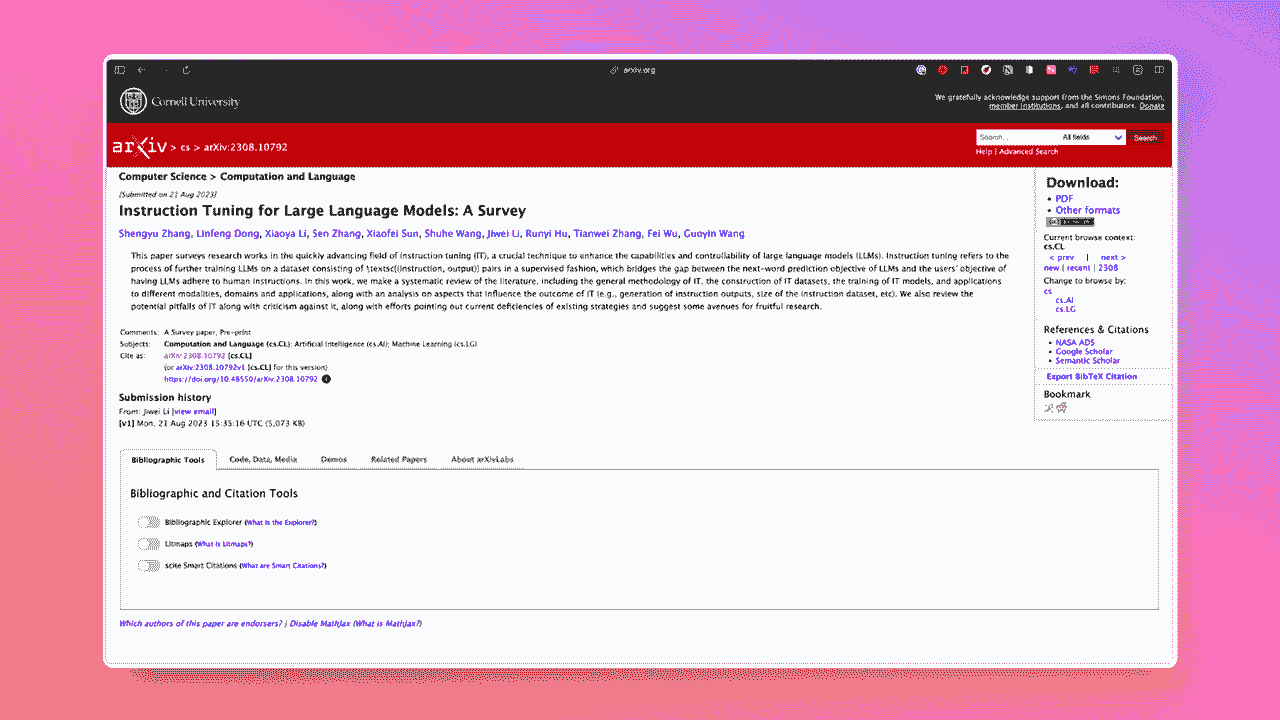 arxiv.org
Cornell University
We gratefully acknowledge support from the Simons Foundation,
member institutions, and all contributors. Donate
arXiv > cs > arXiv:2308.10792
Search...
All fields
Search
Help | Advanced Search
Computer Science > Computation and Language
[Submitted on 21 Aug 2023]
Instruction Tuning for Large Language Models: A Survey
Shengyu Zhang, Linfeng Dong, Xiaoya Li, Sen Zhang, Xiaofei Sun, Shuhe Wang, Jiwei Li, Runyi Hu, Tianwei Zhang, Fei Wu, Guoyin Wang
This paper surveys research works in the quickly advancing field of instruction tuning (IT), a crucial technique to enhance the capabilities and controllability of large language models (LLMs). Instruction tuning refers to the
process of further training LLMs on a dataset consisting of \textsc{(instruction, output)} pairs in a supervised fashion, which bridges the gap between the next-word prediction objective of LLMs and the users' objective of
having LLMs adhere to human instructions. In this work, we make a systematic review of the literature, including the general methodology of IT, the construction of IT datasets, the training of IT models, and applications
to different modalities, domains and applications, along with an analysis on aspects that influence the outcome of IT (e.g., generation of instruction outputs, size of the instruction dataset, etc). We also review the
potential pitfalls of IT along with criticism against it, along with efforts pointing out current deficiencies of existing strategies and suggest some avenues for fruitful research.
Comments: A Survey paper, Pre-print
Subjects: Computation and Language (cs.CL); Artificial Intelligence (cs.AI); Machine Learning (cs.LG)
Cite as: arXiv:2308.10792 [cs.CL]
(or arXiv:2308.10792v1 [cs.CL] for this version)
https://doi.org/10.48550/arXiv.2308.10792
Submission history
From: Jiwei Li [view email]
[v1] Mon, 21 Aug 2023 15:35:16 UTC (5,073 KB)
Bibliographic Tools
Code, Data, Media
Demos
Related Papers
About arXivLabs
Bibliographic and Citation Tools
Bibliographic Explorer (What is the Explorer?)
Litmaps (What is Litmaps?)
scite Smart Citations (What are Smart Citations?)
Which authors of this paper are endorsers? | Disable MathJax (What is MathJax?)
Download:
PDF
Other formats
Current browse context:
cs.CL
< prev | next >
new | recent | 2308
Change to browse by:
cs
cs.AI
cs.LG
References & Citations
NASA ADS
Google Scholar
Semantic Scholar
Export BibTeX Citation
Bookmark